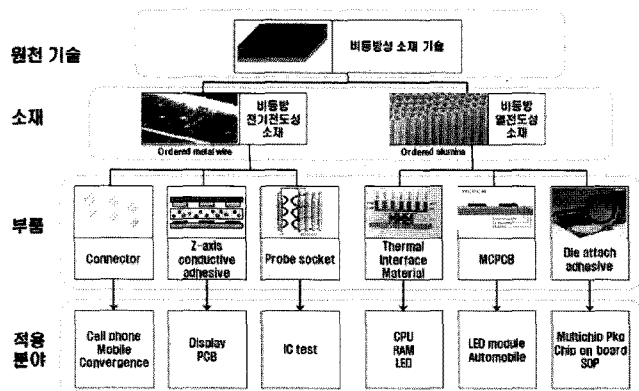 원천 기술
비등방성 소재 기술
소재
비등방
전기전도성
소재
Ordered metal wire
비등방
열전도성
소재
Ordered alumina
부품
Connector
Z-axis
conductive
adhesive
Probe socket
Thermal
Interface
Material
MCPCB
Die attach
adhesive
적용
분야
Cell phone
Mobile
Convergence
Display
PCB
IC test
CPU
RAM
LED
LED module
Automobile
Multichip Pkg
Chip on board
SOP